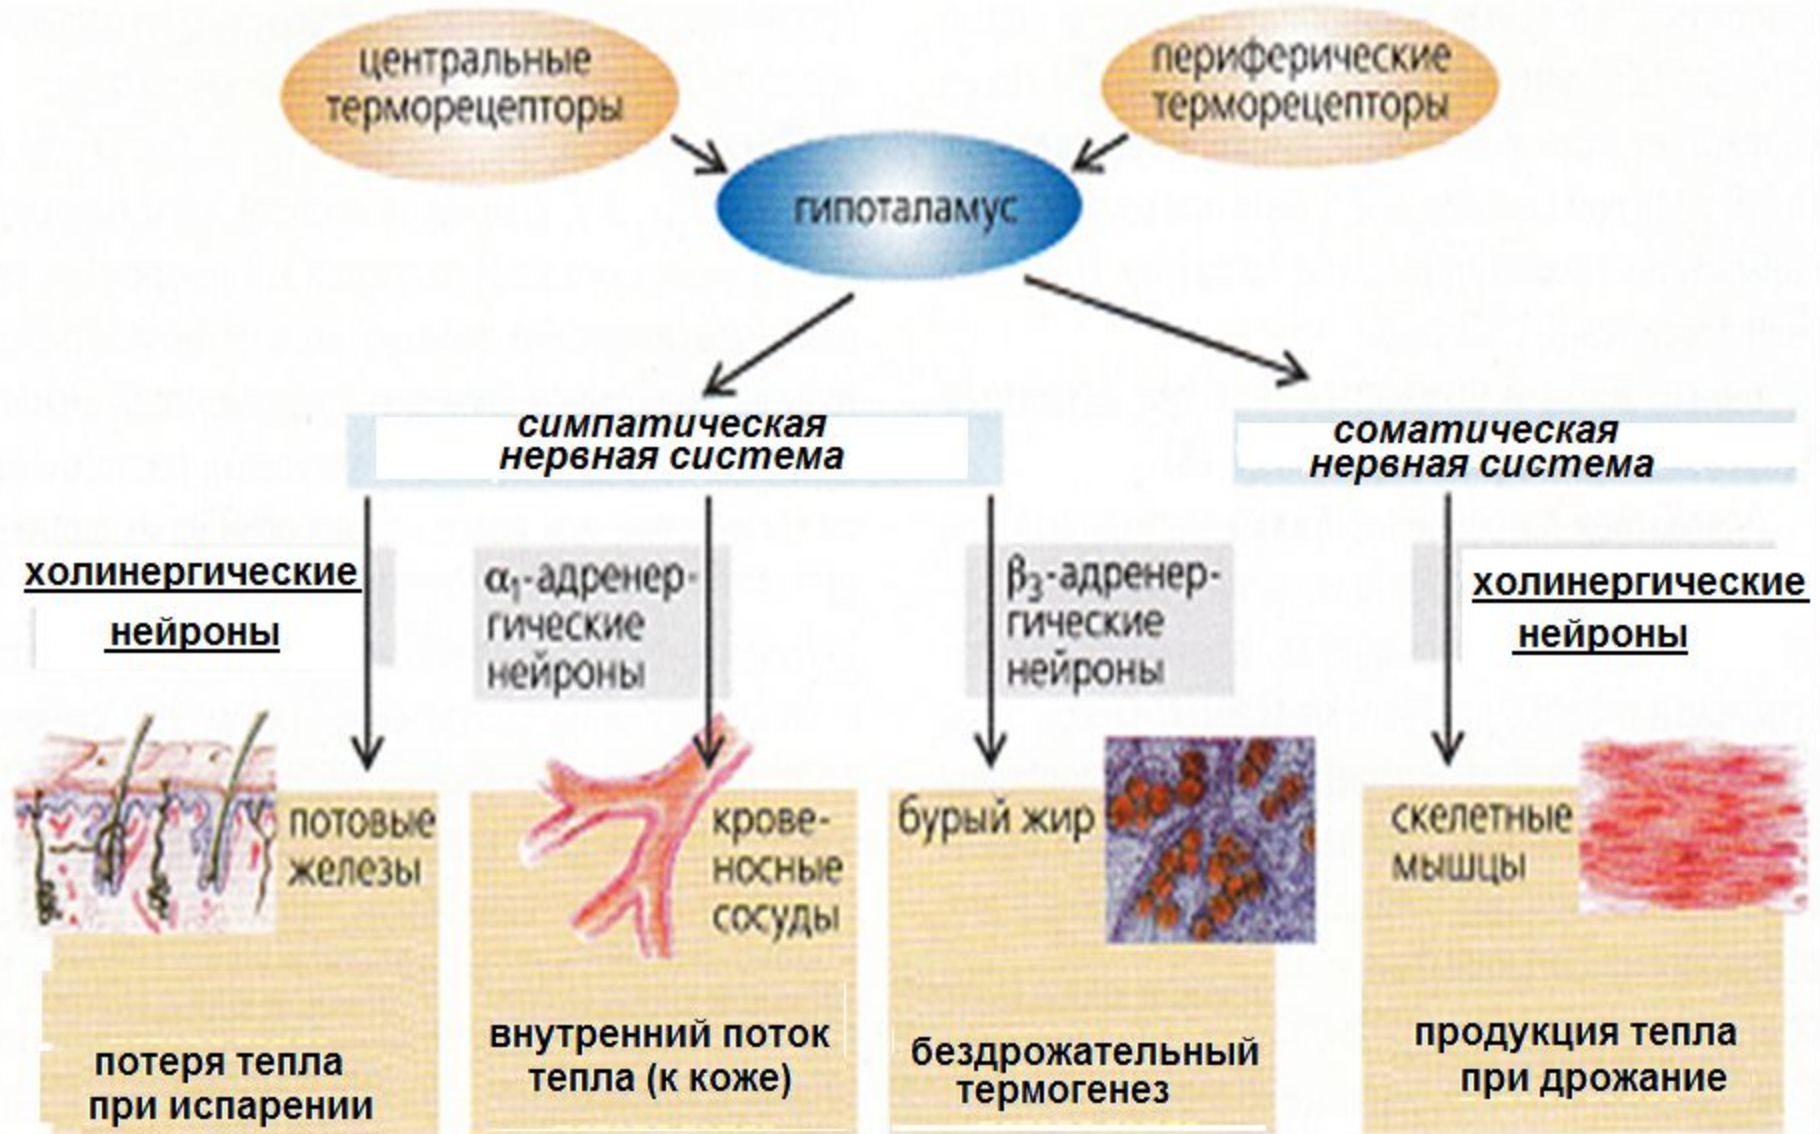 центральные
терморецепторы
периферические
терморецепторы
гипоталамус
симпатическая
нервная система
соматическая
нервная система
холинергические
нейроны
α₁-адренер-
гические
нейроны
β₃-адренер-
гические
нейроны
холинергические
нейроны
потовые
железы
крове-
носные
сосуды
бурый жир
скелетные
мышцы
потеря тепла
при испарении
внутренний поток
тепла (к коже)
бездрожательный
термогенез
продукция тепла
при дрожание